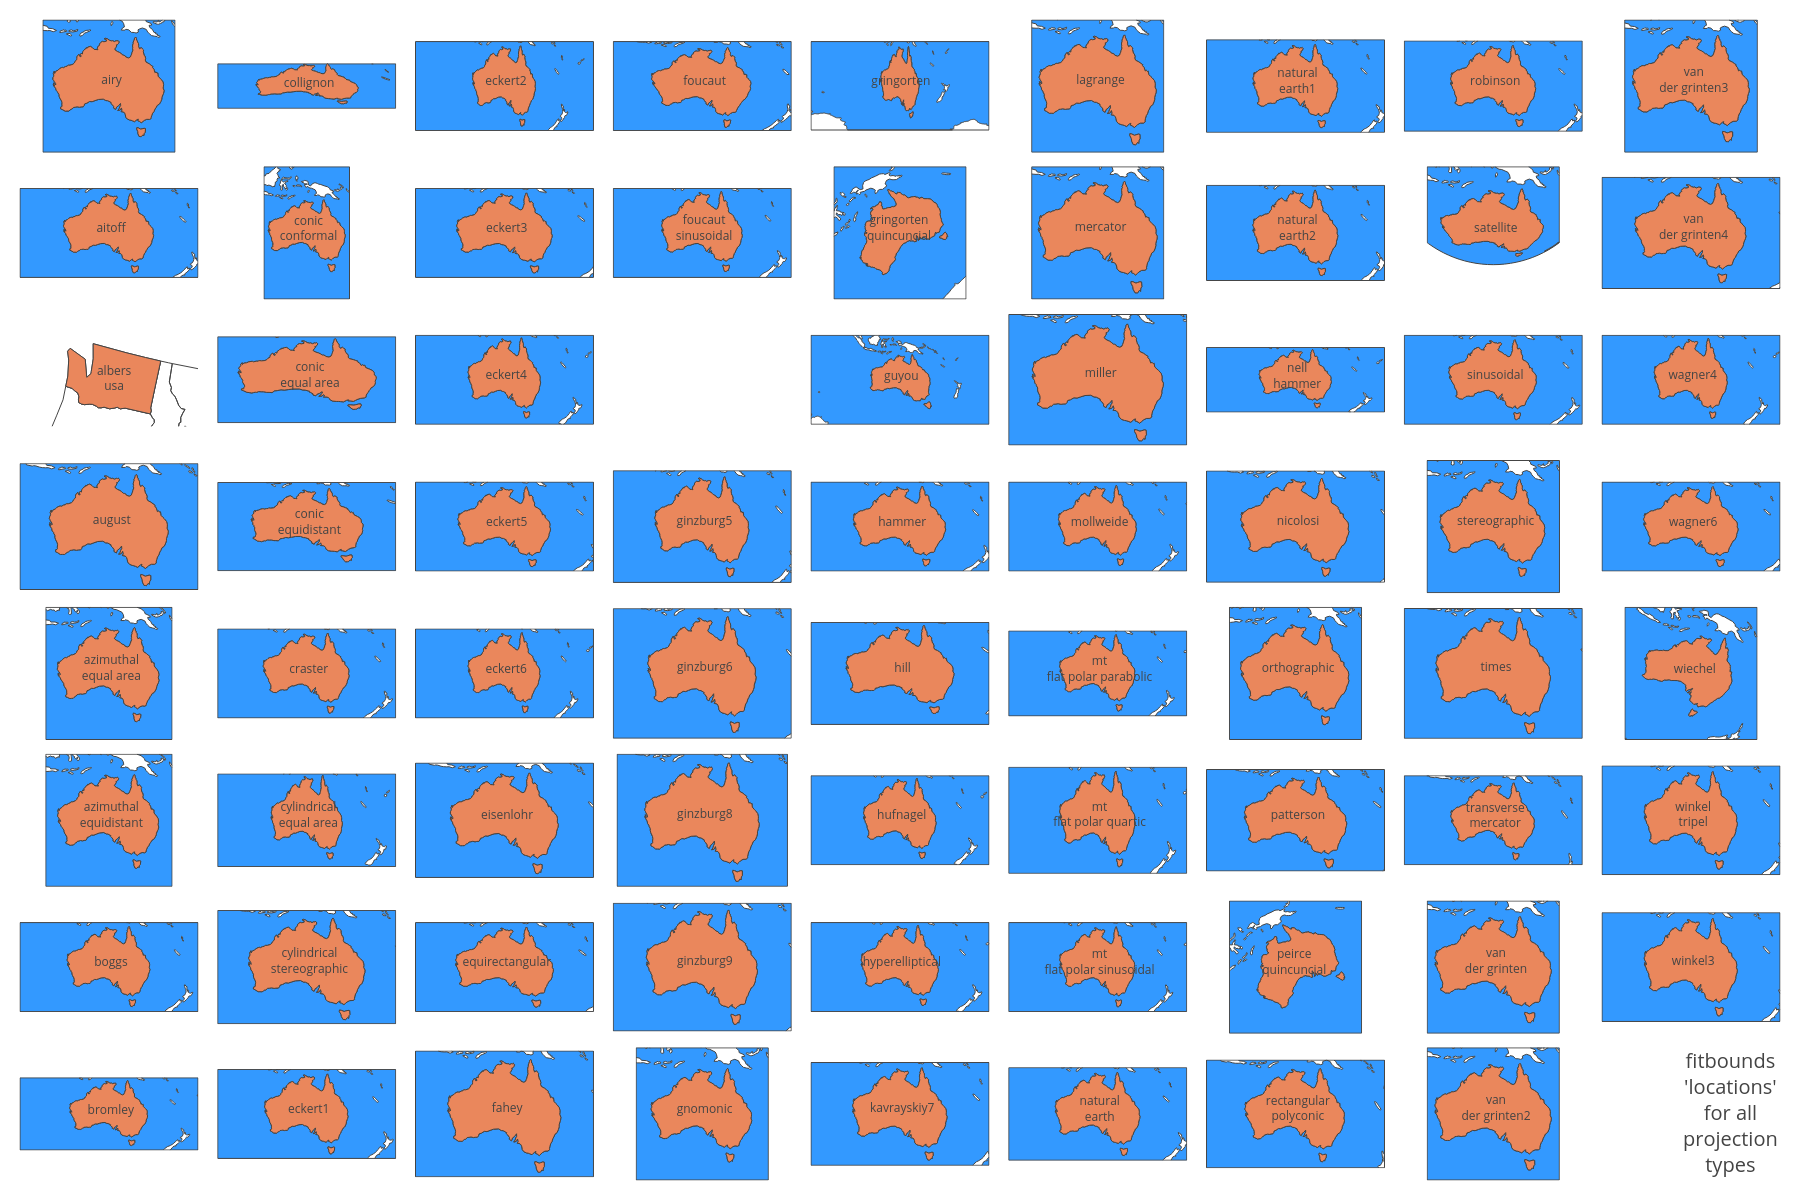 airy
collignon
eckert2
foucaut
gringorten
lagrange
natural
earth1
robinson
van
der grinten3
aitoff
conic
conformal
eckert3
foucaut
sinusoidal
gringorten
quincuncial
mercator
natural
earth2
satellite
van
der grinten4
albers
usa
conic
equal area
eckert4
guyou
miller
nell
hammer
sinusoidal
wagner4
august
conic
equidistant
eckert5
ginzburg5
hammer
mollweide
nicolosi
stereographic
wagner6
azimuthal
equal area
craster
eckert6
ginzburg6
hill
mt
flat polar parabolic
orthographic
times
wiechel
azimuthal
equidistant
cylindrical
equal area
eisenlohr
ginzburg8
hufnagel
mt
flat polar quartic
patterson
transverse
mercator
winkel
tripel
boggs
cylindrical
stereographic
equirectangular
ginzburg9
hyperelliptical
mt
flat polar sinusoidal
peirce
quincuncial
van
der grinten
winkel3
bromley
eckert1
fahey
gnomonic
kavrayskiy7
natural
earth
rectangular
polyconic
van
der grinten2
fitbounds
'locations'
for all
projection
types